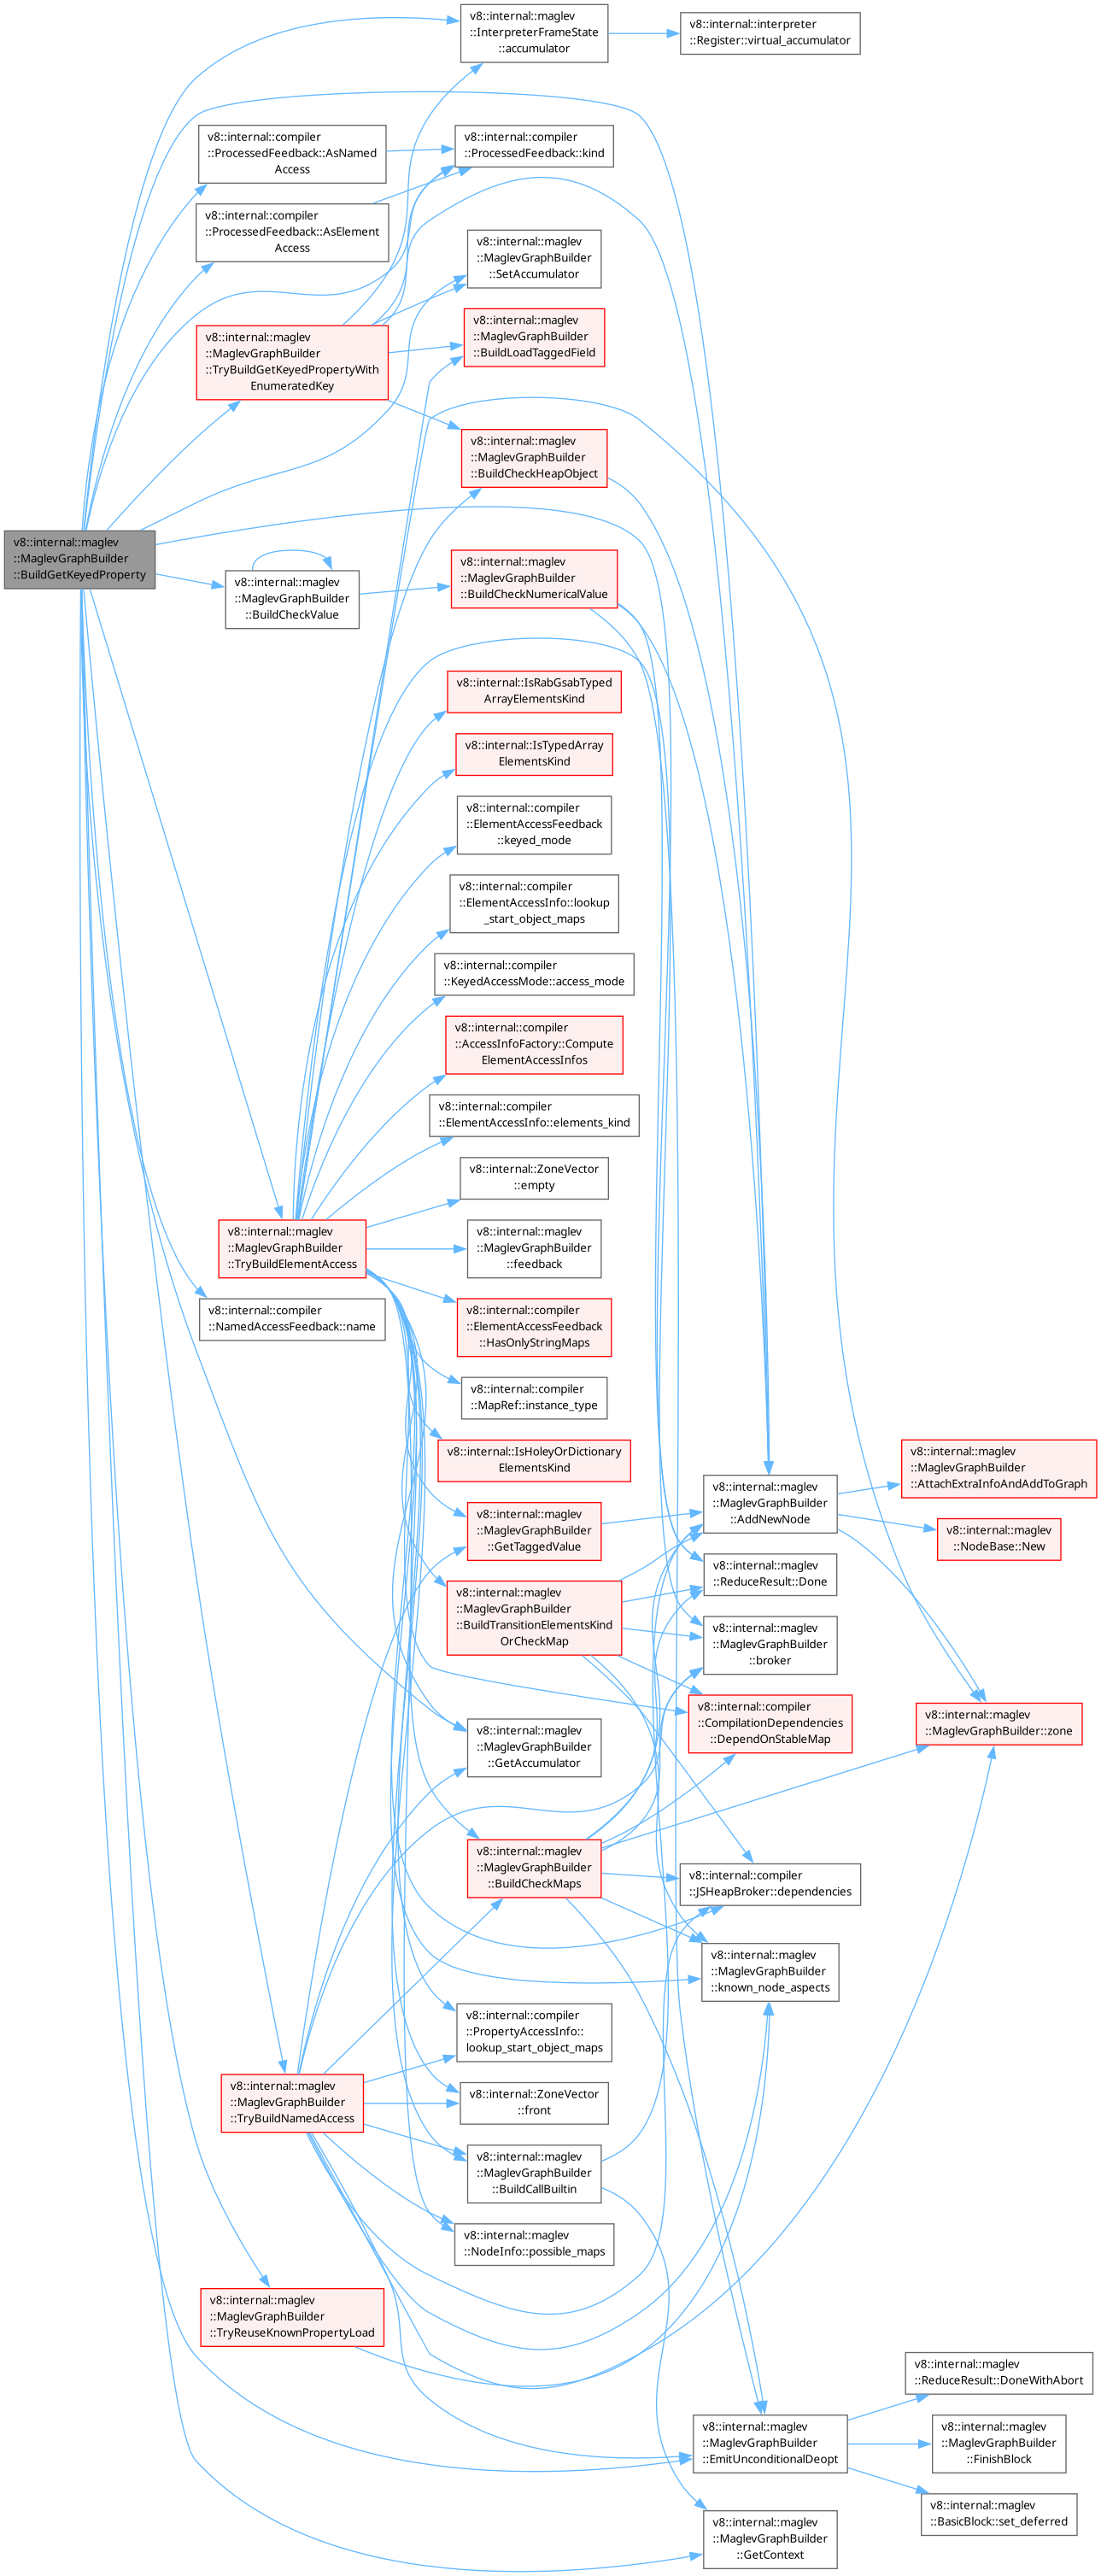 v8::internal::maglev
::InterpreterFrameState
::accumulator
v8::internal::interpreter
::Register::virtual_accumulator
v8::internal::compiler
::ProcessedFeedback::AsNamed
Access
v8::internal::compiler
::ProcessedFeedback::kind
v8::internal::compiler
::ProcessedFeedback::AsElement
Access
v8::internal::maglev
::MaglevGraphBuilder
::SetAccumulator
v8::internal::maglev
::MaglevGraphBuilder
::BuildLoadTaggedField
v8::internal::maglev
::MaglevGraphBuilder
::TryBuildGetKeyedPropertyWith
EnumeratedKey
v8::internal::maglev
::MaglevGraphBuilder
::BuildCheckHeapObject
v8::internal::maglev
::MaglevGraphBuilder
::BuildGetKeyedProperty
v8::internal::maglev
::MaglevGraphBuilder
::BuildCheckValue
v8::internal::maglev
::MaglevGraphBuilder
::BuildCheckNumericalValue
v8::internal::IsRabGsabTyped
ArrayElementsKind
v8::internal::IsTypedArray
ElementsKind
v8::internal::compiler
::ElementAccessFeedback
::keyed_mode
v8::internal::compiler
::ElementAccessInfo::lookup
_start_object_maps
v8::internal::compiler
::KeyedAccessMode::access_mode
v8::internal::compiler
::AccessInfoFactory::Compute
ElementAccessInfos
v8::internal::compiler
::ElementAccessInfo::elements_kind
v8::internal::ZoneVector
::empty
v8::internal::maglev
::MaglevGraphBuilder
::TryBuildElementAccess
v8::internal::maglev
::MaglevGraphBuilder
::feedback
v8::internal::compiler
::NamedAccessFeedback::name
v8::internal::compiler
::ElementAccessFeedback
::HasOnlyStringMaps
v8::internal::compiler
::MapRef::instance_type
v8::internal::IsHoleyOrDictionary
ElementsKind
v8::internal::maglev
::MaglevGraphBuilder
::AttachExtraInfoAndAddToGraph
v8::internal::maglev
::MaglevGraphBuilder
::AddNewNode
v8::internal::maglev
::MaglevGraphBuilder
::GetTaggedValue
v8::internal::maglev
::NodeBase::New
v8::internal::maglev
::ReduceResult::Done
v8::internal::maglev
::MaglevGraphBuilder
::BuildTransitionElementsKind
OrCheckMap
v8::internal::maglev
::MaglevGraphBuilder
::broker
v8::internal::compiler
::CompilationDependencies
::DependOnStableMap
v8::internal::maglev
::MaglevGraphBuilder::zone
v8::internal::maglev
::MaglevGraphBuilder
::GetAccumulator
v8::internal::maglev
::MaglevGraphBuilder
::BuildCheckMaps
v8::internal::compiler
::JSHeapBroker::dependencies
v8::internal::maglev
::MaglevGraphBuilder
::known_node_aspects
v8::internal::compiler
::PropertyAccessInfo::
lookup_start_object_maps
v8::internal::maglev
::MaglevGraphBuilder
::TryBuildNamedAccess
v8::internal::ZoneVector
::front
v8::internal::maglev
::MaglevGraphBuilder
::BuildCallBuiltin
v8::internal::maglev
::NodeInfo::possible_maps
v8::internal::maglev
::MaglevGraphBuilder
::TryReuseKnownPropertyLoad
v8::internal::maglev
::ReduceResult::DoneWithAbort
v8::internal::maglev
::MaglevGraphBuilder
::EmitUnconditionalDeopt
v8::internal::maglev
::MaglevGraphBuilder
::FinishBlock
v8::internal::maglev
::BasicBlock::set_deferred
v8::internal::maglev
::MaglevGraphBuilder
::GetContext